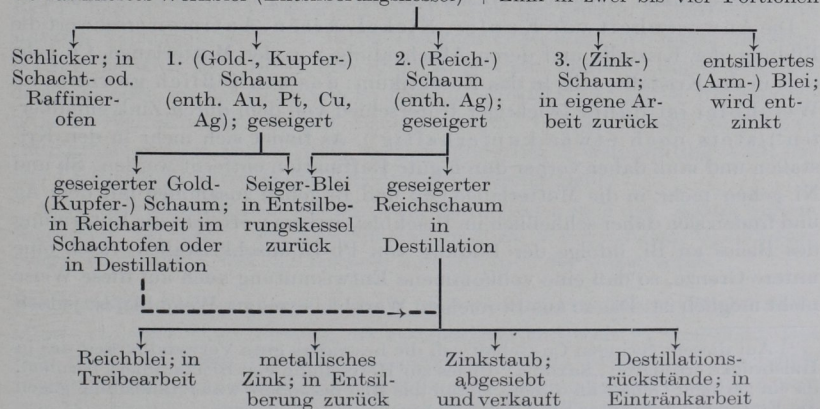 Schlicker; in
Schacht- od.
Raffinier-
ofen
1. (Gold-, Kupfer-)
Schaum
(enth. Au, Pt, Cu,
Ag); geseigert
2. (Reich-)
Schaum
(enth. Ag);
geseigert
3. (Zink-)
Schaum;
in eigene Ar-
beit zurück
entsilbertes
(Arm-) Blei;
wird ent-
zinkt
geseigerter Gold-
(Kupfer-) Schaum;
in Reicharbeit im
Schachtofen oder
in Destillation
Seiger-Blei
in Entsilbe-
rungskessel
zurück
geseigerter
Reichschaum
in
Destillation
Reichblei; in
Treibearbeit
metallisches
Zink; in Entsil-
berung zurück
Zinkstaub;
abgesiebt
und verkauft
Destillations-
rückstände; in
Eintränkarbeit